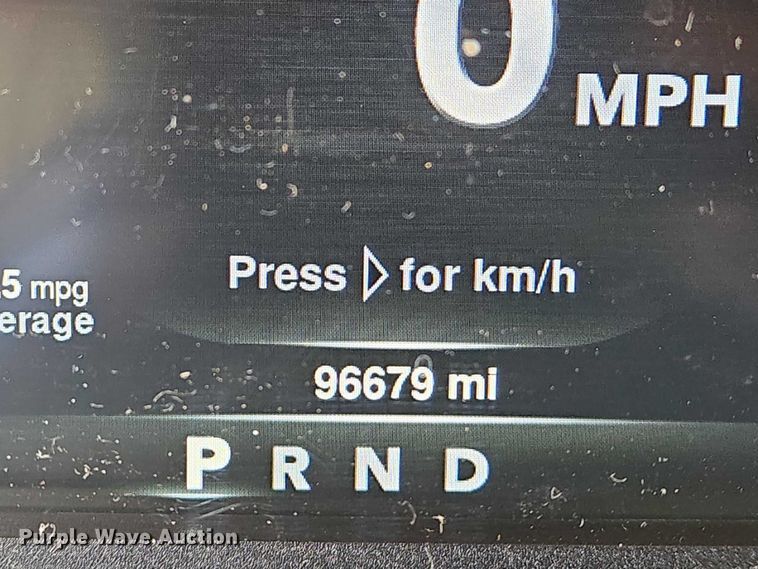 0 MPH
Press ▷ for km/h
.5 mpg
erage
96679 mi
P R N D
Purple Wave Auction